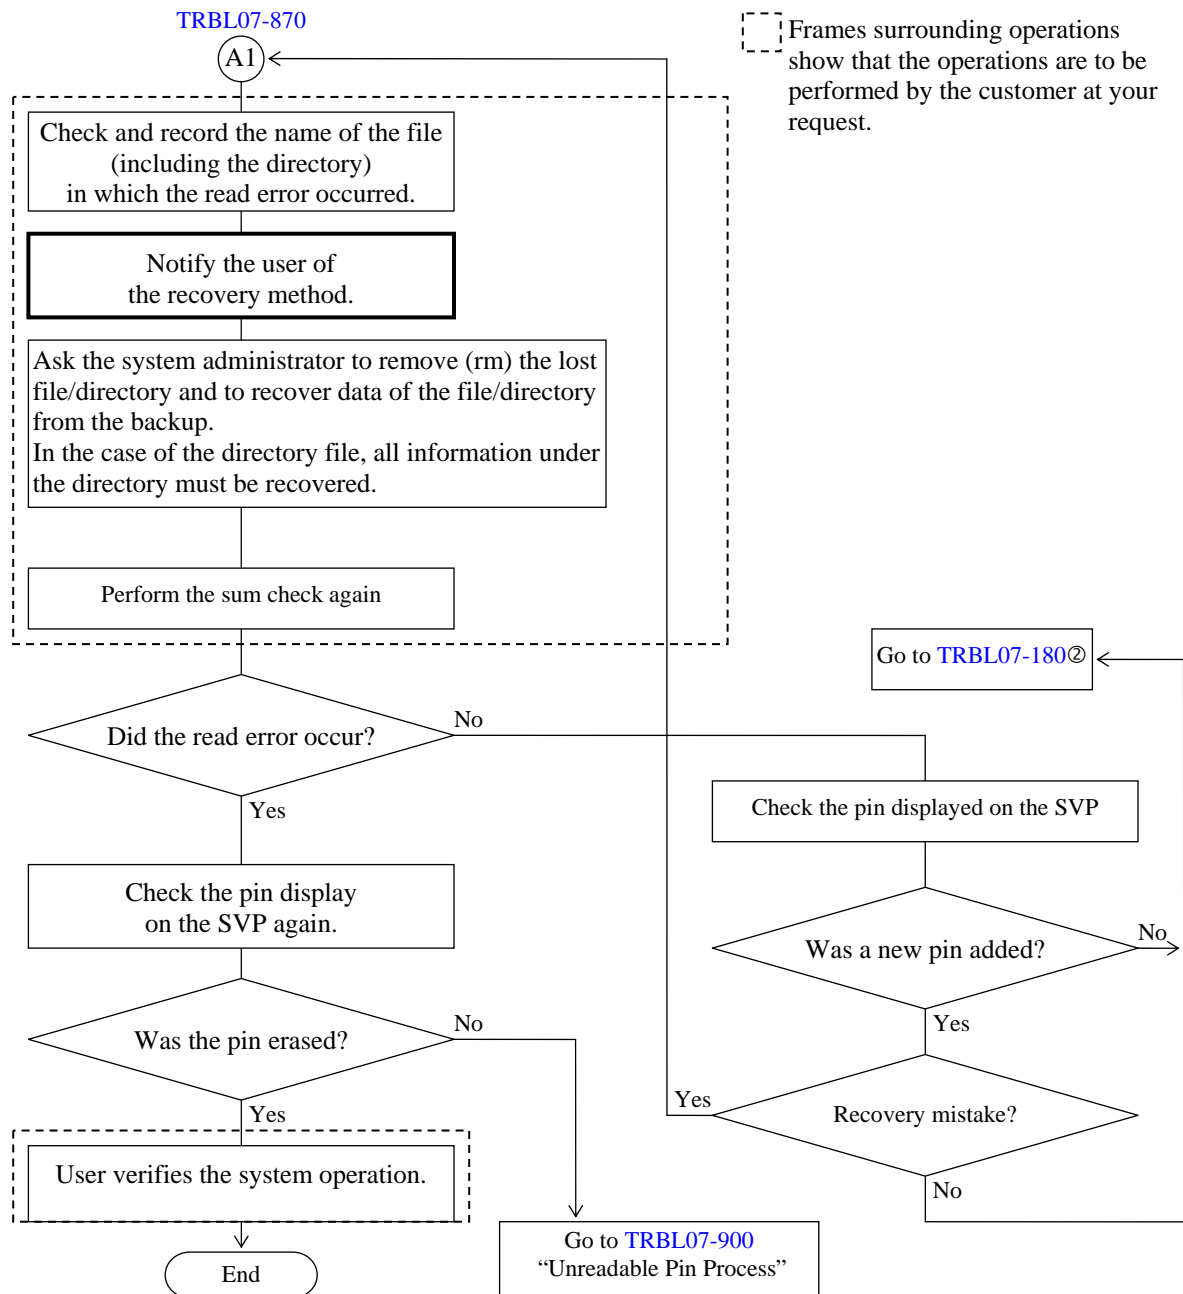 TRBL07-870
A1
Frames surrounding operations
show that the operations are to be
performed by the customer at your
request.
Check and record the name of the file
(including the directory)
in which the read error occurred.
Notify the user of
the recovery method.
Ask the system administrator to remove (rm) the lost
file/directory and to recover data of the file/directory
from the backup.
In the case of the directory file, all information under
the directory must be recovered.
Perform the sum check again
Go to TRBL07-180②
Did the read error occur?
No
Yes
Check the pin displayed on the SVP
Check the pin display
on the SVP again.
Was a new pin added?
No
Yes
Was the pin erased?
No
Yes
Recovery mistake?
Yes
No
User verifies the system operation.
Go to TRBL07-900
“Unreadable Pin Process”
End